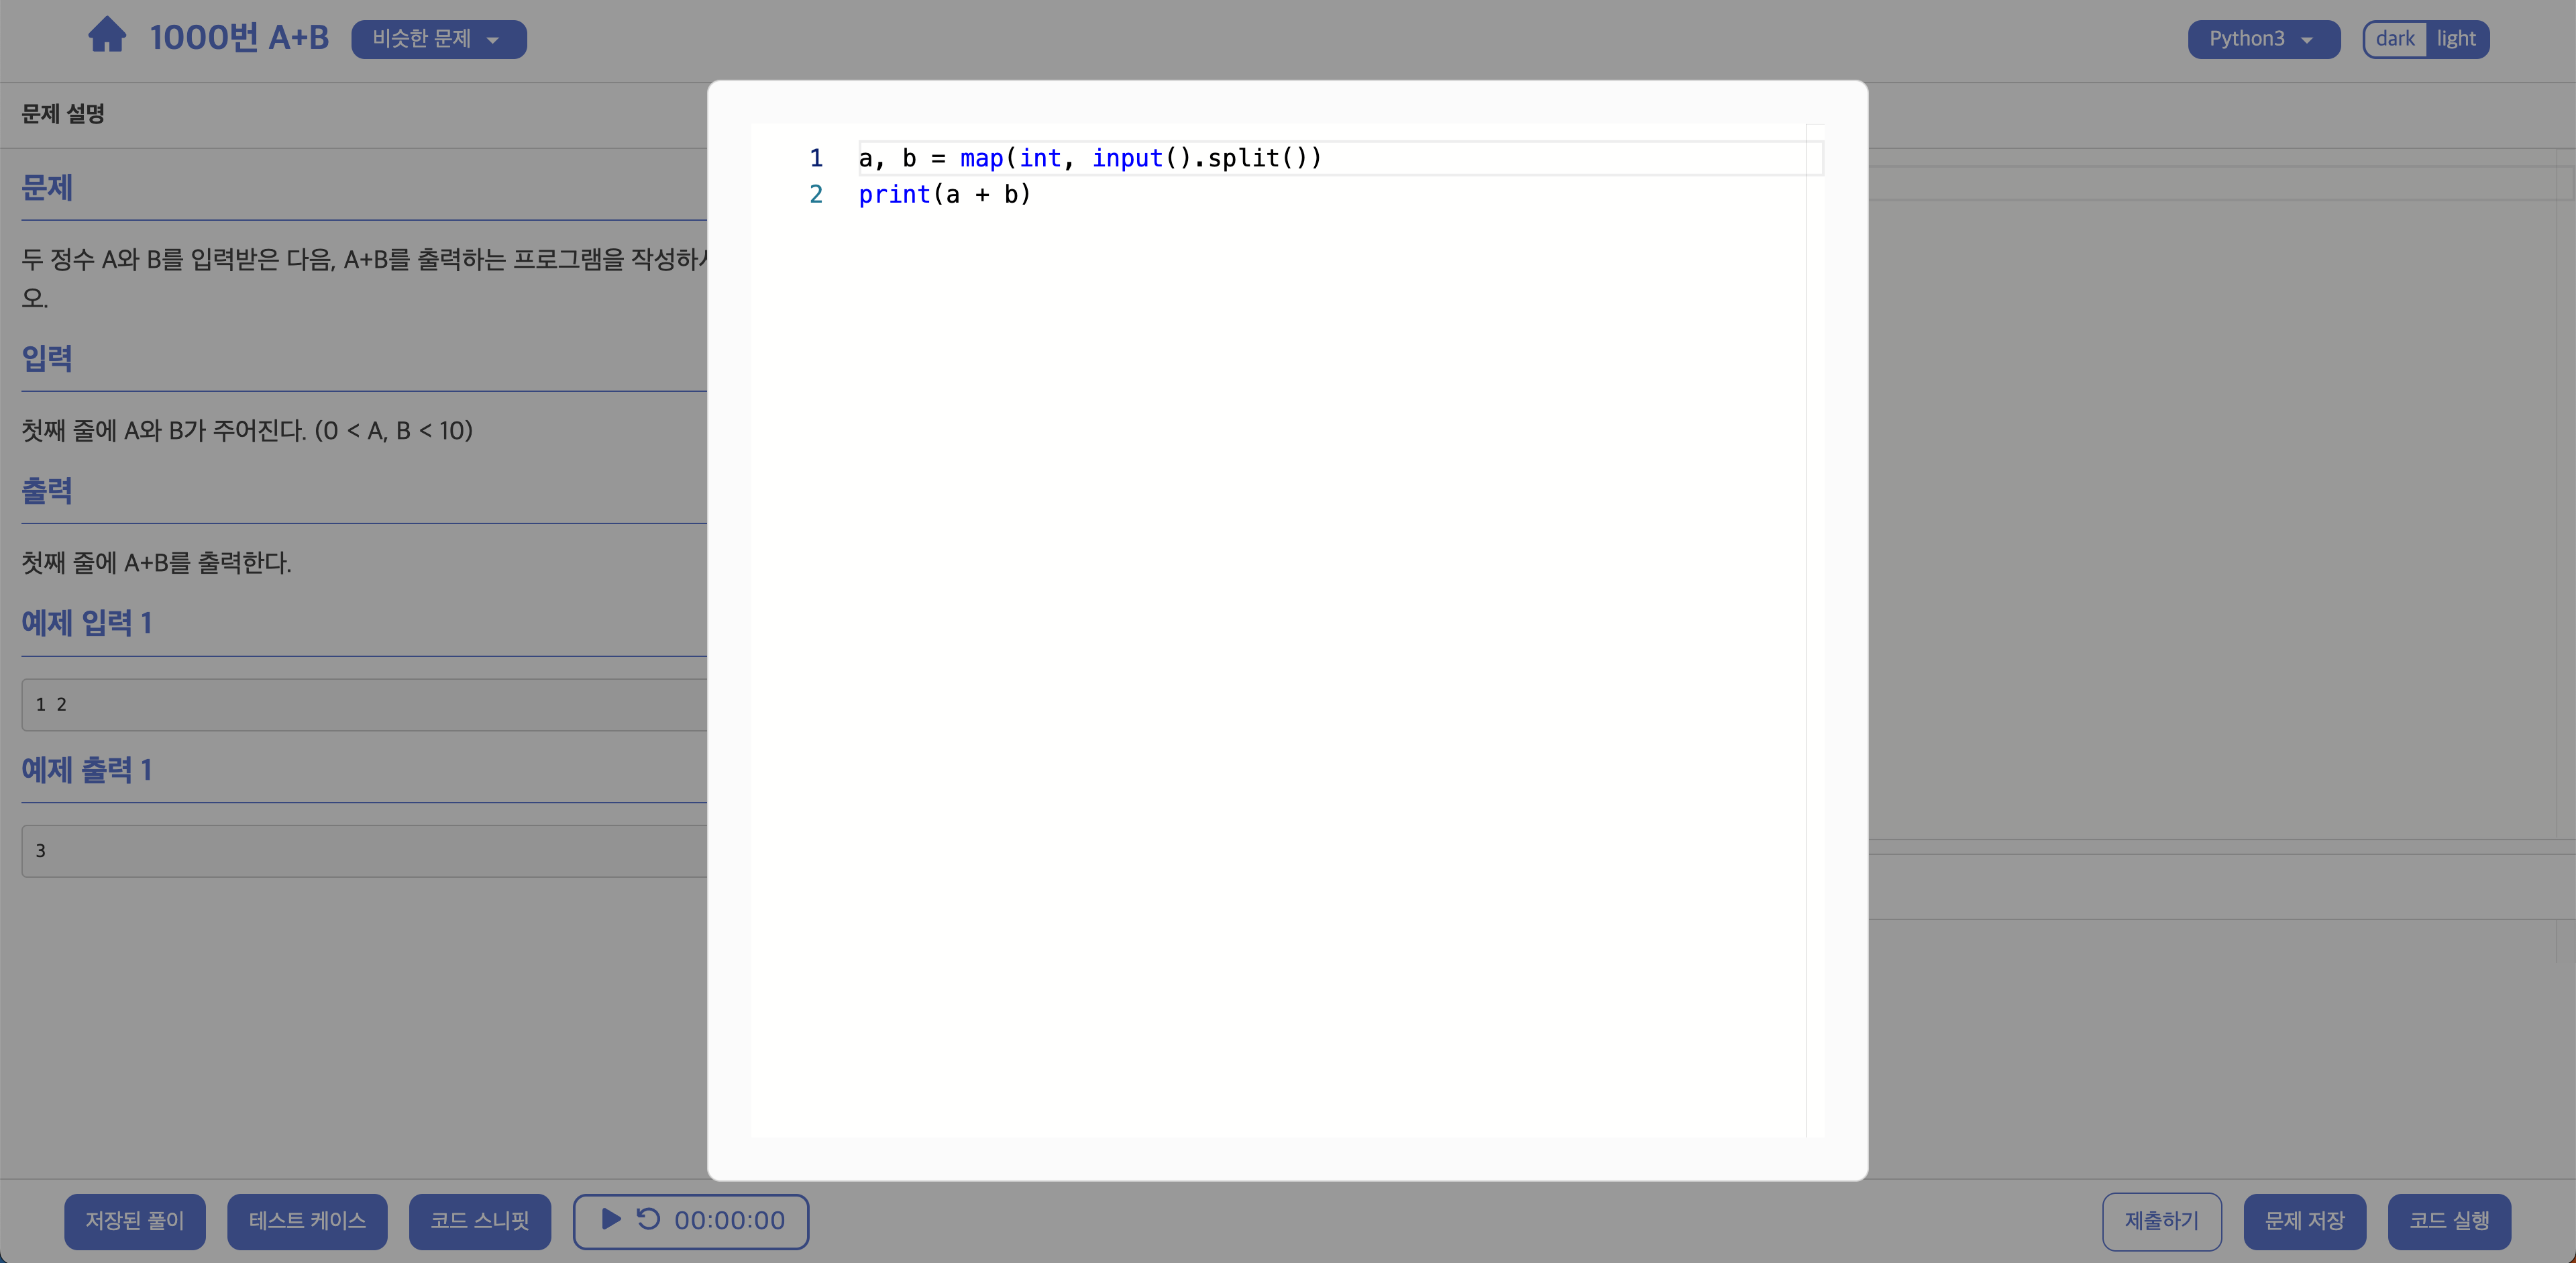 1000번 A+B
비슷한 문제
Python3
dark
light
문제 설명
문제
두 정수 A와 B를 입력받은 다음, A+B를 출력하는 프로그램을 작성하
오.
입력
첫째 줄에 A와 B가 주어진다. (0 < A, B < 10)
출력
첫째 줄에 A+B를 출력한다.
예제 입력 1
1 2
예제 출력 1
3
1 a, b = map(int, input().split())
2 print(a + b)
저장된 풀이
테스트 케이스
코드 스니핏
00:00:00
제출하기
문제 저장
코드 실행